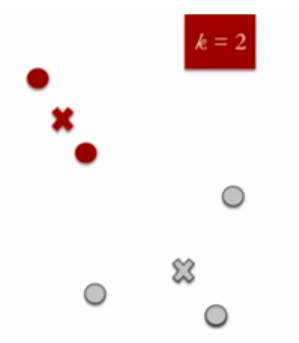 k = 2